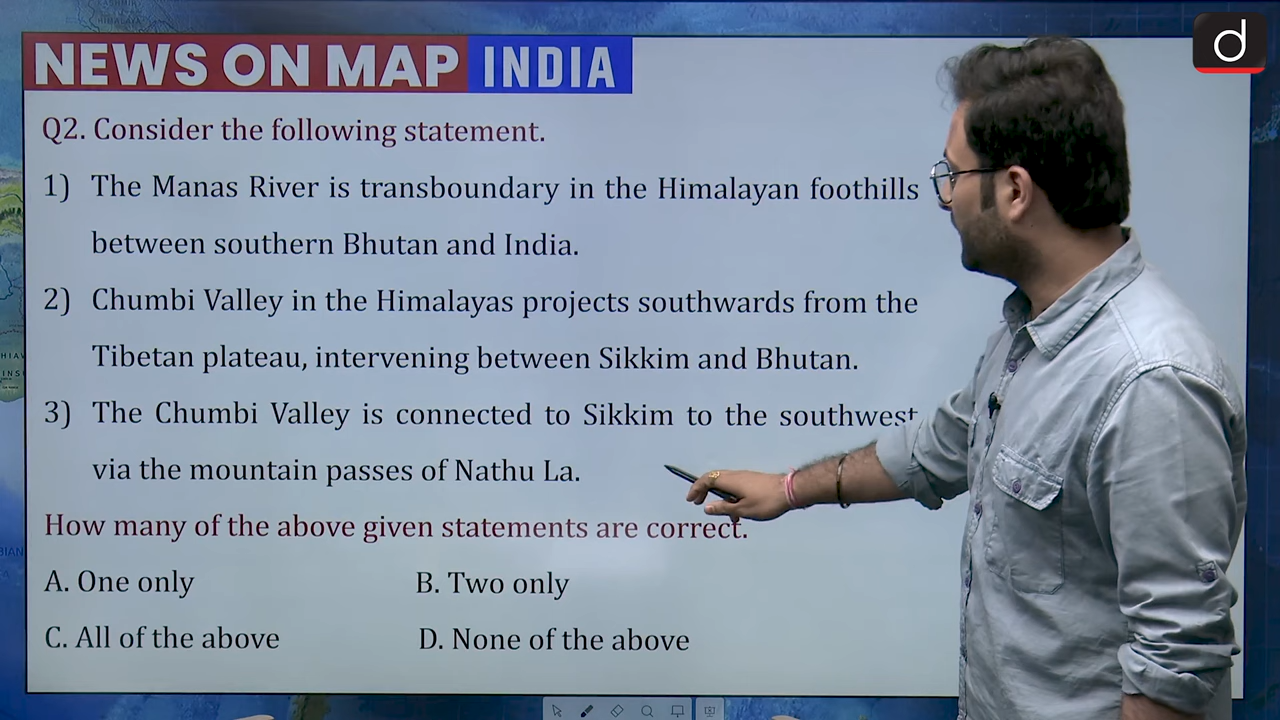 d
NEWS ON MAP INDIA
Q2. Consider the following statement.
1) The Manas River is transboundary in the Himalayan foothills
between southern Bhutan and India.
2) Chumbi Valley in the Himalayas projects southwards from the
Tibetan plateau, intervening between Sikkim and Bhutan.
3) The Chumbi Valley is connected to Sikkim to the southwest
via the mountain passes of Nathu La.
How many of the above given statements are correct.
A. One only B. Two only
C. All of the above D. None of the above